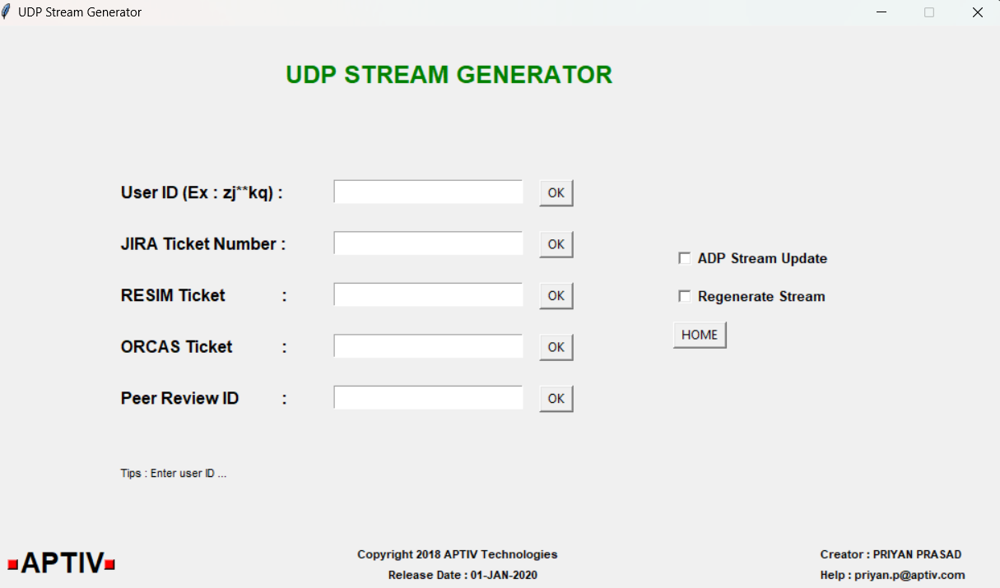 UDP Stream Generator
UDP STREAM GENERATOR
User ID (Ex : zj**kq) :
OK
JIRA Ticket Number :
OK
RESIM Ticket :
OK
ORCAS Ticket :
OK
Peer Review ID :
OK
ADP Stream Update
Regenerate Stream
HOME
Tips : Enter user ID ...
APTIV
Copyright 2018 APTIV Technologies
Release Date : 01-JAN-2020
Creator : PRIYAN PRASAD
Help : priyan.p@aptiv.com